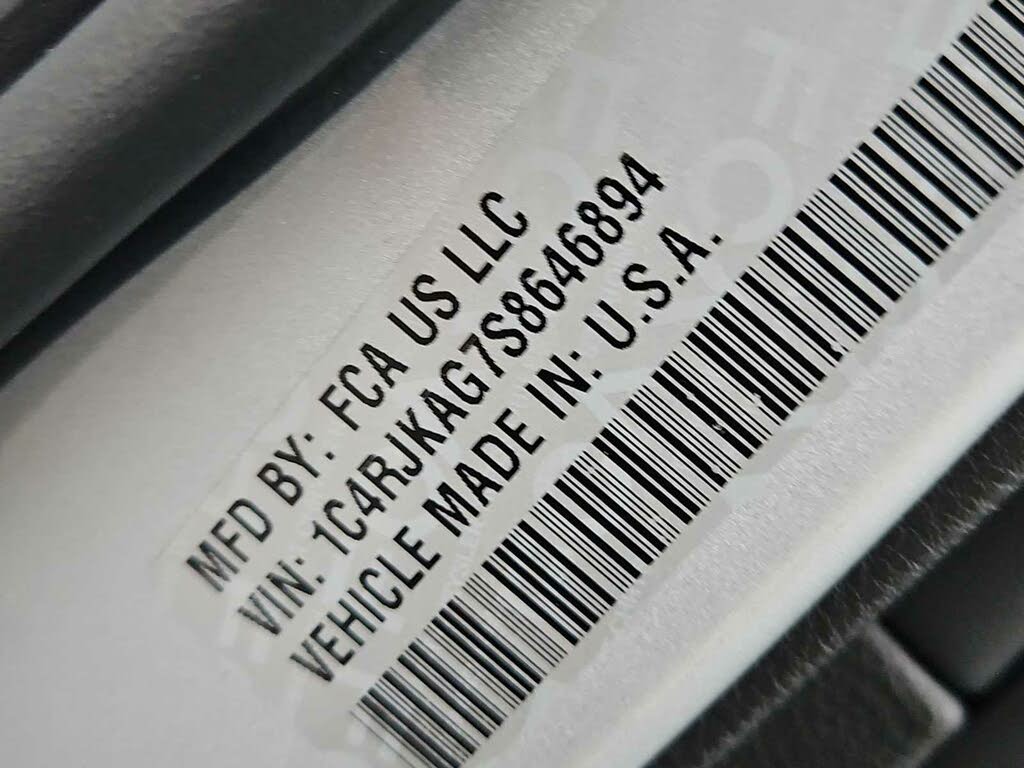 MFD BY: FCA US LLC
VIN: 1C4RJKAG7S8646894
VEHICLE MADE IN: U.S.A.